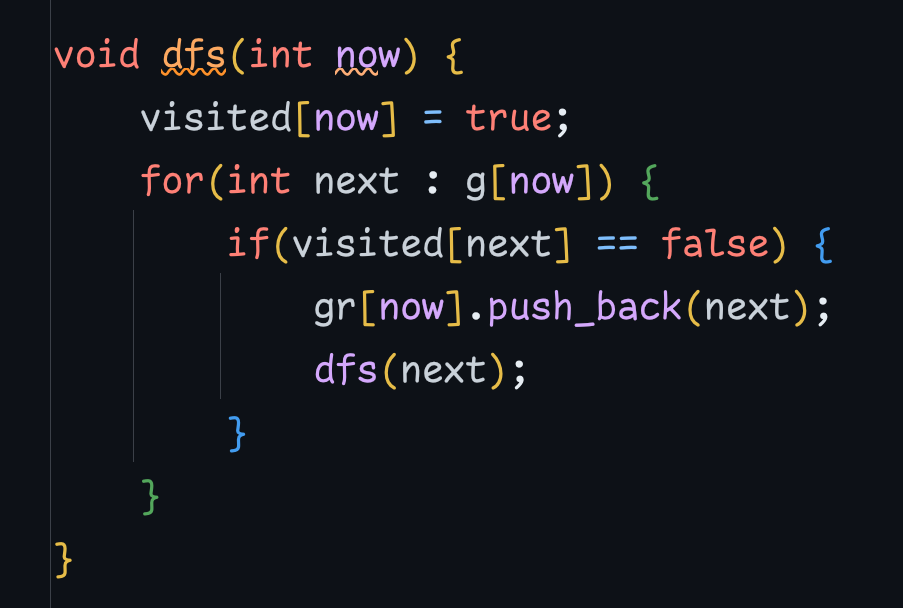 void dfs(int now) {
    visited[now] = true;
    for(int next : g[now]) {
        if(visited[next] == false) {
            gr[now].push_back(next);
            dfs(next);
        }
    }
}